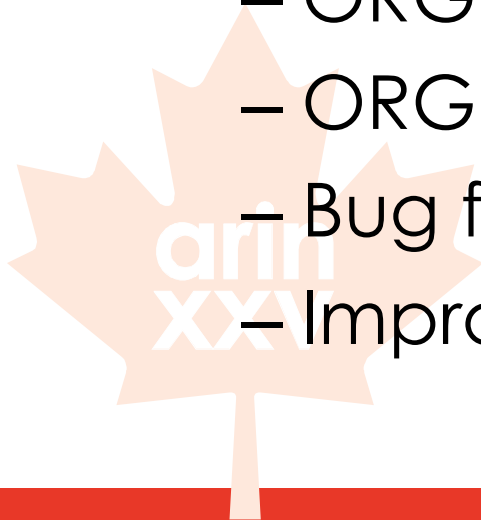 – ORG
– ORG
– Bug f
– Impro
arin
XXV